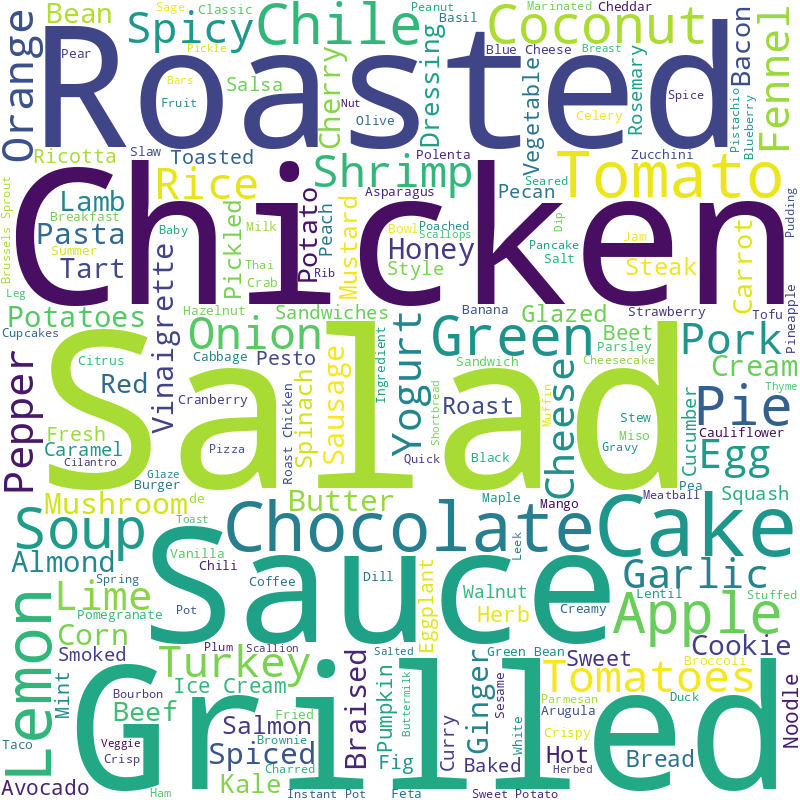 Sage
Classic
Peanut
Marinated
Cheddar
Bean
Spicy
Chile
Coconut
Basil
Orange
Pear
Pickle
Roasted
Dressing
Blue Cheese
Breast
Bacon
Fennel
Bars
Salsa
Cherry
Vegetable
Rosemary
Spice
Fruit
Nut
Olive
Celery
Pistachio
Blueberry
Ricotta
Slaw
Toasted
Polenta
Zucchini
Shrimp
Tomato
Rice
Brussels Sprout
Chicken
Lamb
Asparagus
Pecan
Seared
Pudding
Breakfast
Pickled
Potato
Peach
Mustard
Pasta
Summer
Baby
Milk
Bowl
Poached
Scallops
Dip
Jam
Honey
Pancake
Carrot
Tart
Vinaigrette
Thai
Crab
Rib
Style
Salt
Steak
Leg
Hazelnut
Potatoes
Sandwiches
Banana
Glazed
Strawberry
Tofu
Pineapple
Cupcakes
Onion
Yogurt
Green
Beet
Pork
Salad
Ingredient
Parsley
Citrus
Cabbage
Pesto
Sandwich
Cheesecake
Cream
Pepper
Red
Cranberry
Roast Chicken
Spinach
Sausage
Roast
Shortbread
Muffin
Cheese
Pie
Thyme
Fresh
Stew
Cucumber
Cauliflower
Caramel
Pizza
Black
Miso
Gravy
Egg
Cilantro
Glaze
Quick
Burger
Pea
Meatball
Squash
Mushroom
de
Butter
Maple
Mango
Soup
Toast
Chocolate
Cake
Sauce
Leek
Almond
Vanilla
Chili
Garlic
Lemon
Spring
Coffee
Dill
Lime
Pot
Eggplant
Walnut
Lentil
Stuffed
Pomegranate
Herb
Creamy
Apple
Corn
Smoked
Plum
Scallion
Salted
Green Bean
Sweet
Broccoli
Cookie
Turkey
Braised
Buttermilk
Ginger
Tomatoes
Noodle
Mint
Bourbon
Ice Cream
Pumpkin
Sesame
Parmesan
Duck
Grilled
Beef
Fried
Salmon
Curry
White
Arugula
Taco
Veggie
Brownie
Crispy
Crisp
Spiced
Fig
Baked
Hot
Bread
Charred
Herbed
Avocado
Kale
Ham
Instant Pot
Feta
Sweet Potato